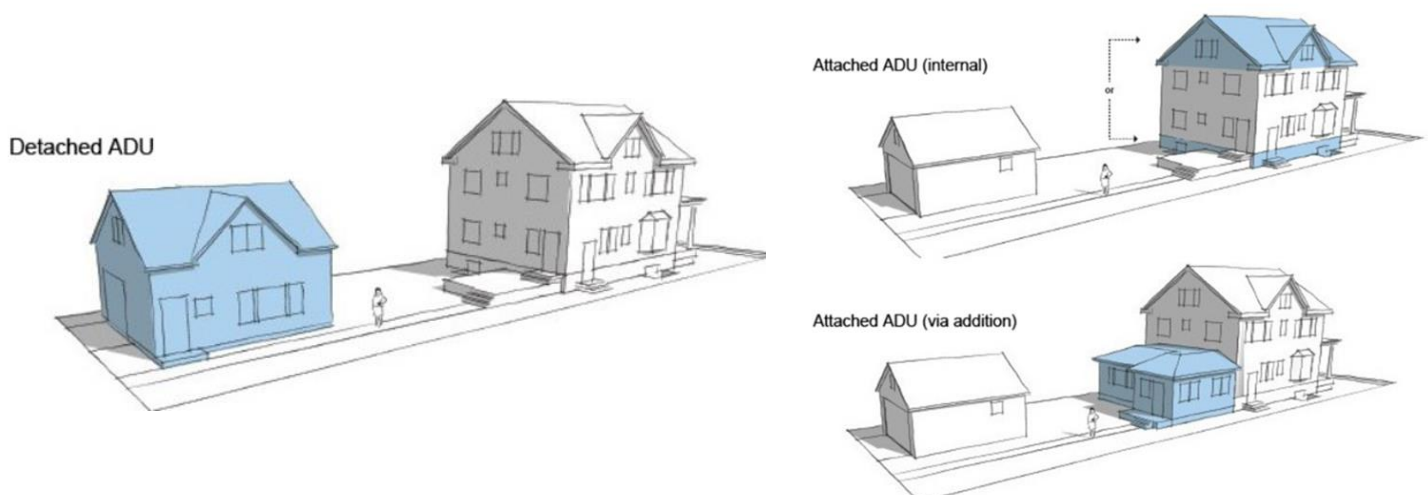 Detached ADU
Attached ADU (internal)
or
Attached ADU (via addition)